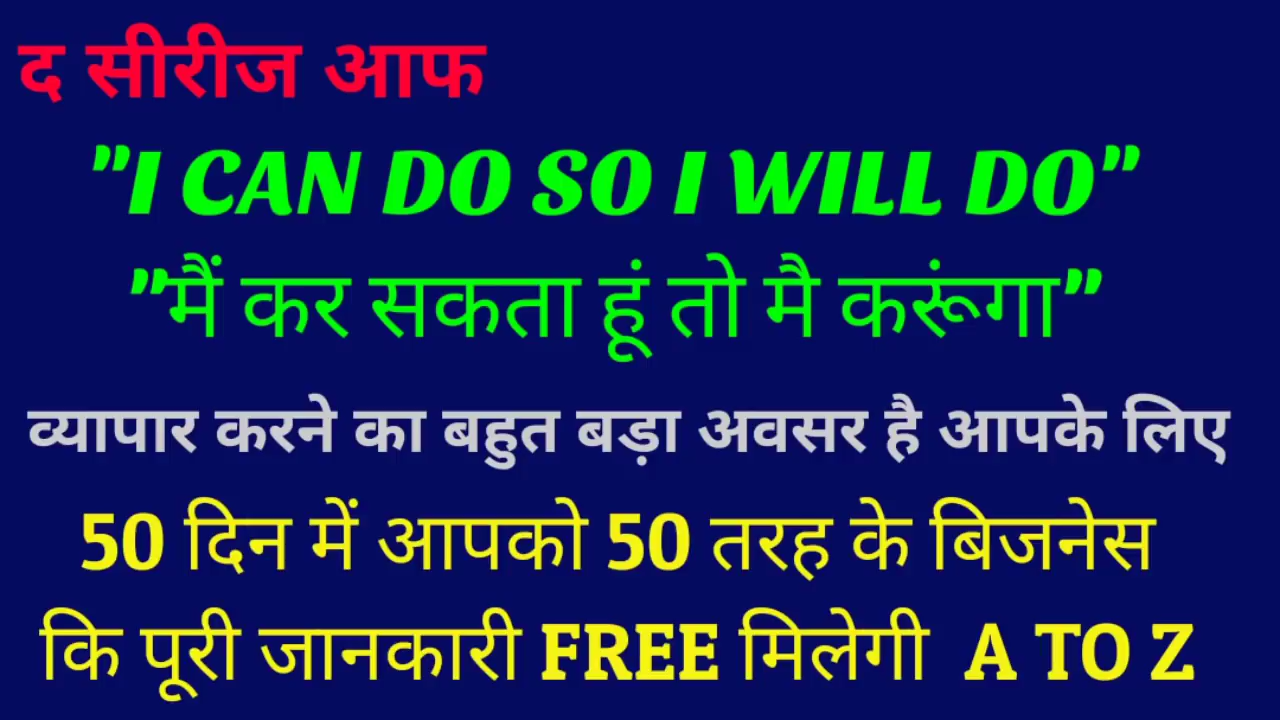 द सीरीज आफ
"I CAN DO SO I WILL DO"
"मैं कर सकता हूं तो मै करूंगा"
व्यापार करने का बहुत बड़ा अवसर है आपके लिए
50 दिन में आपको 50 तरह के बिजनेस
कि पूरी जानकारी FREE मिलेगी A TO Z